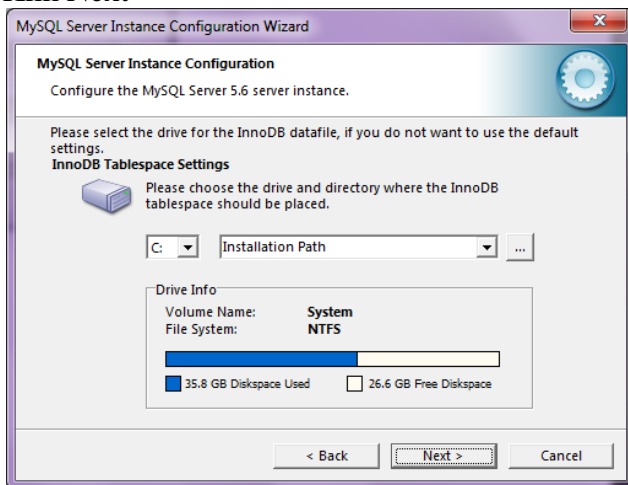 MySQL Server Instance Configuration Wizard
MySQL Server Instance Configuration
Configure the MySQL Server 5.6 server instance.
Please select the drive for the InnoDB datafile, if you do not want to use the default
settings.
InnoDB Tablespace Settings
Please choose the drive and directory where the InnoDB
tablespace should be placed.
C: Installation Path ...
Drive Info
Volume Name: System
File System: NTFS
35.8 GB Diskspace Used 26.6 GB Free Diskspace
< Back Next > Cancel